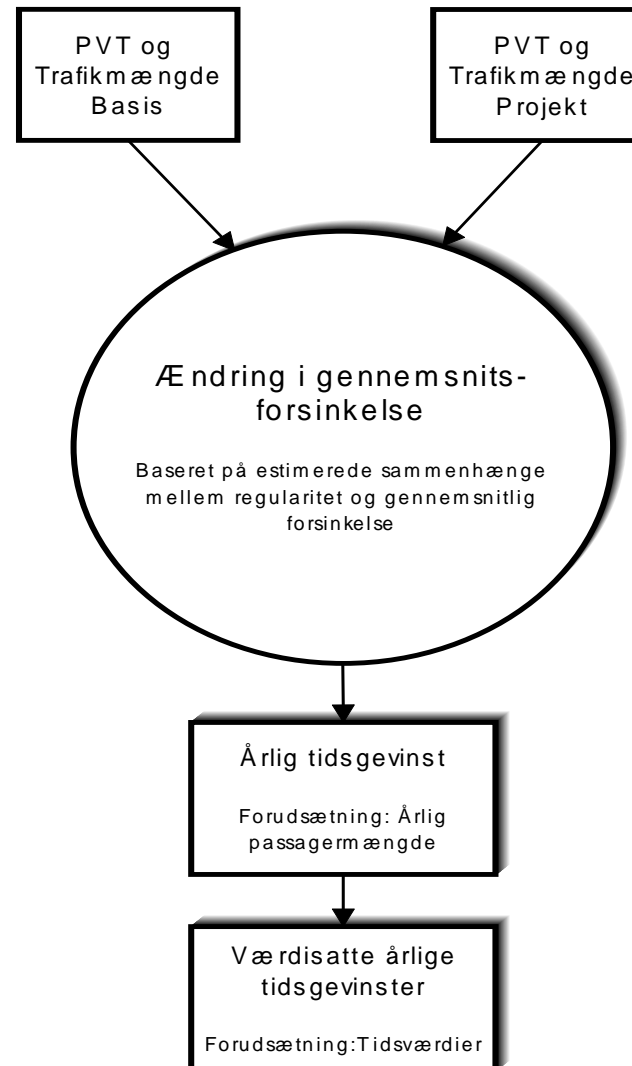 PVT og
Trafikmængde
Basis
PVT og
Trafikmængde
Projekt
Ændring i gennemsnits-
forsinkelse
Baseret på estimerede sammenhænge
mellem regularitet og gennemsnitlig
forsinkelse
Årlig tidsgevinst
Forudsætning: Årlig
passagermængde
Værdisatte årlige
tidsgevinster
Forudsætning:Tidsværdier